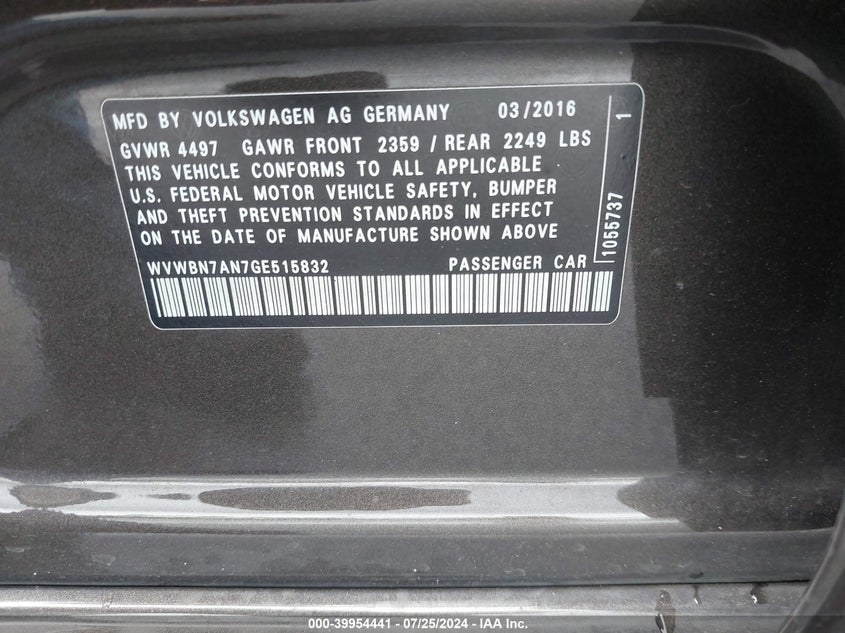 MFD BY VOLKSWAGEN AG GERMANY 03/2016
GVWR 4497 GAWR FRONT 2359 / REAR 2249 LBS
THIS VEHICLE CONFORMS TO ALL APPLICABLE
U.S. FEDERAL MOTOR VEHICLE SAFETY, BUMPER
AND THEFT PREVENTION STANDARDS IN EFFECT
ON THE DATE OF MANUFACTURE SHOWN ABOVE
WVWBN7AN7GE515832 PASSENGER CAR
1055737 1
000-39954441 - 07/25/2024 - IAA Inc.